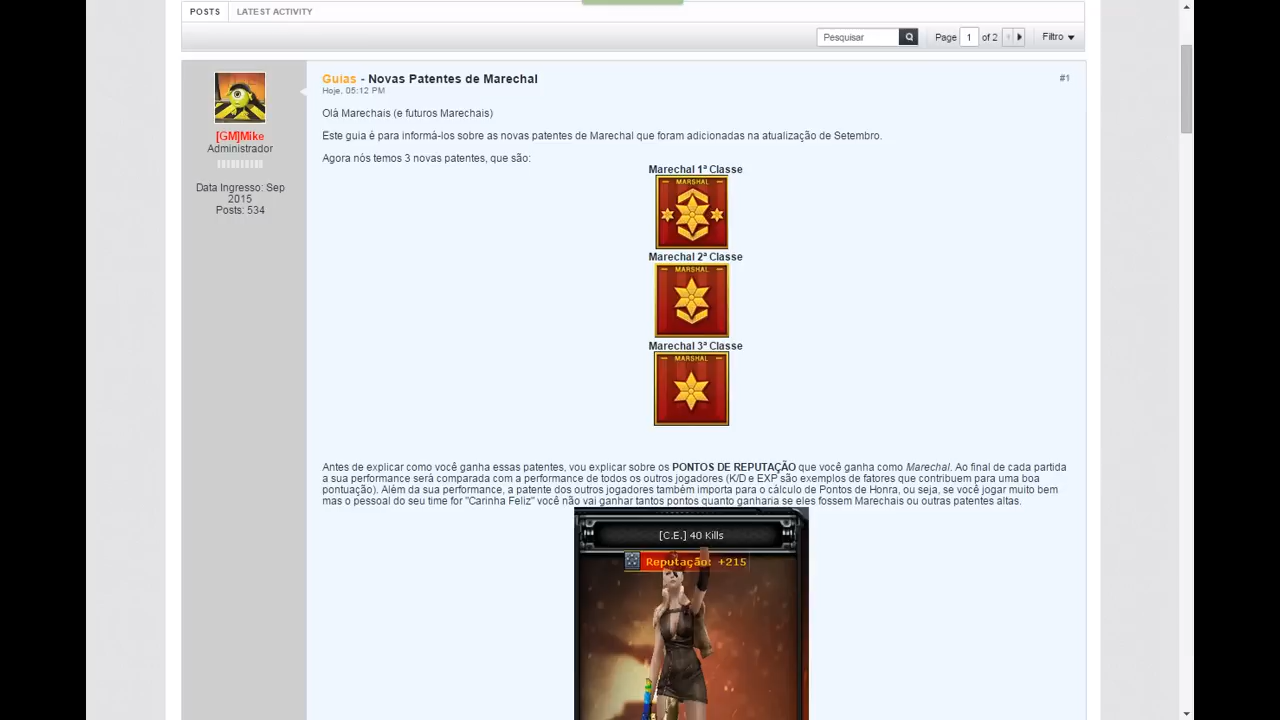 POSTS
LATEST ACTIVITY
Pesquisar
Page 1 of 2
Filtro
Guias - Novas Patentes de Marechal
#1
Hoje, 05:12 PM
[GM]Mike
Administrador
Data Ingresso: Sep
2015
Posts: 534
Olá Marechais (e futuros Marechais)
Este guia é para informá-los sobre as novas patentes de Marechal que foram adicionadas na atualização de Setembro.
Agora nós temos 3 novas patentes, que são:
Marechal 1ª Classe
MARSHAL
Marechal 2ª Classe
MARSHAL
Marechal 3ª Classe
MARSHAL
Antes de explicar como você ganha essas patentes, vou explicar sobre os PONTOS DE REPUTAÇÃO que você ganha como Marechal. Ao final de cada partida
a sua performance será comparada com a performance de todos os outros jogadores (K/D e EXP são exemplos de fatores que contribuem para uma boa
pontuação). Além da sua performance, a patente dos outros jogadores também importa para o cálculo de Pontos de Honra, ou seja, se você jogar muito bem
mas o pessoal do seu time for "Carinha Feliz" você não vai ganhar tantos pontos quanto ganharia se eles fossem Marechais ou outras patentes altas.
[C.E.] 40 Kills
Reputação: +215